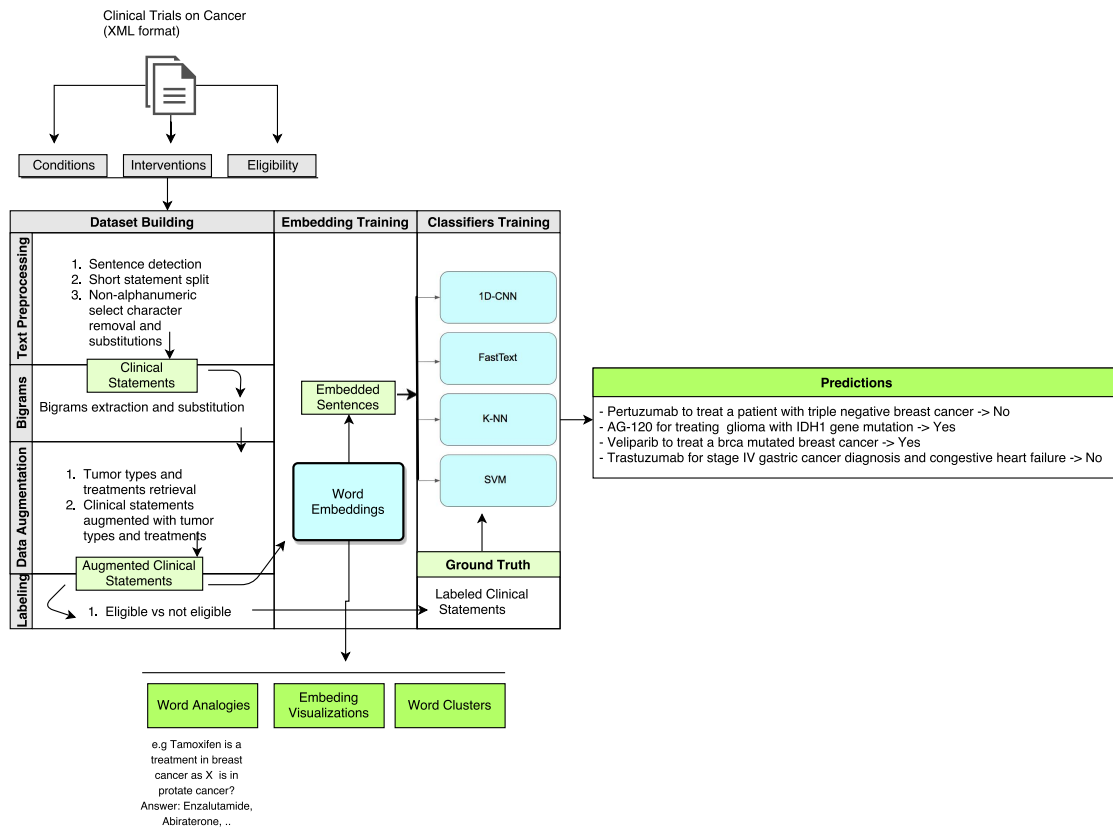 Clinical Trials on Cancer
(XML format)
Conditions
Interventions
Eligibility
Dataset Building
Embedding Training
Classifiers Training
Text Preprocessing
1. Sentence detection
2. Short statement split
3. Non-alphanumeric
select character
removal and
substitutions
Clinical
Statements
Bigrams
Bigrams extraction and substitution
Data Augmentation
1. Tumor types and
treatments retrieval
2. Clinical statements
augmented with tumor
types and treatments
Augmented Clinical
Statements
Labeling
1. Eligible vs not eligible
Embedded
Sentences
Word
Embeddings
1D-CNN
FastText
K-NN
SVM
Ground Truth
Labeled Clinical
Statements
Predictions
- Pertuzumab to treat a patient with triple negative breast cancer -> No
- AG-120 for treating glioma with IDH1 gene mutation -> Yes
- Veliparib to treat a brca mutated breast cancer -> Yes
- Trastuzumab for stage IV gastric cancer diagnosis and congestive heart failure -> No
Word Analogies
Embeding
Visualizations
Word Clusters
e.g Tamoxifen is a
treatment in breast
cancer as X is in
protate cancer?
Answer: Enzalutamide,
Abiraterone, ..